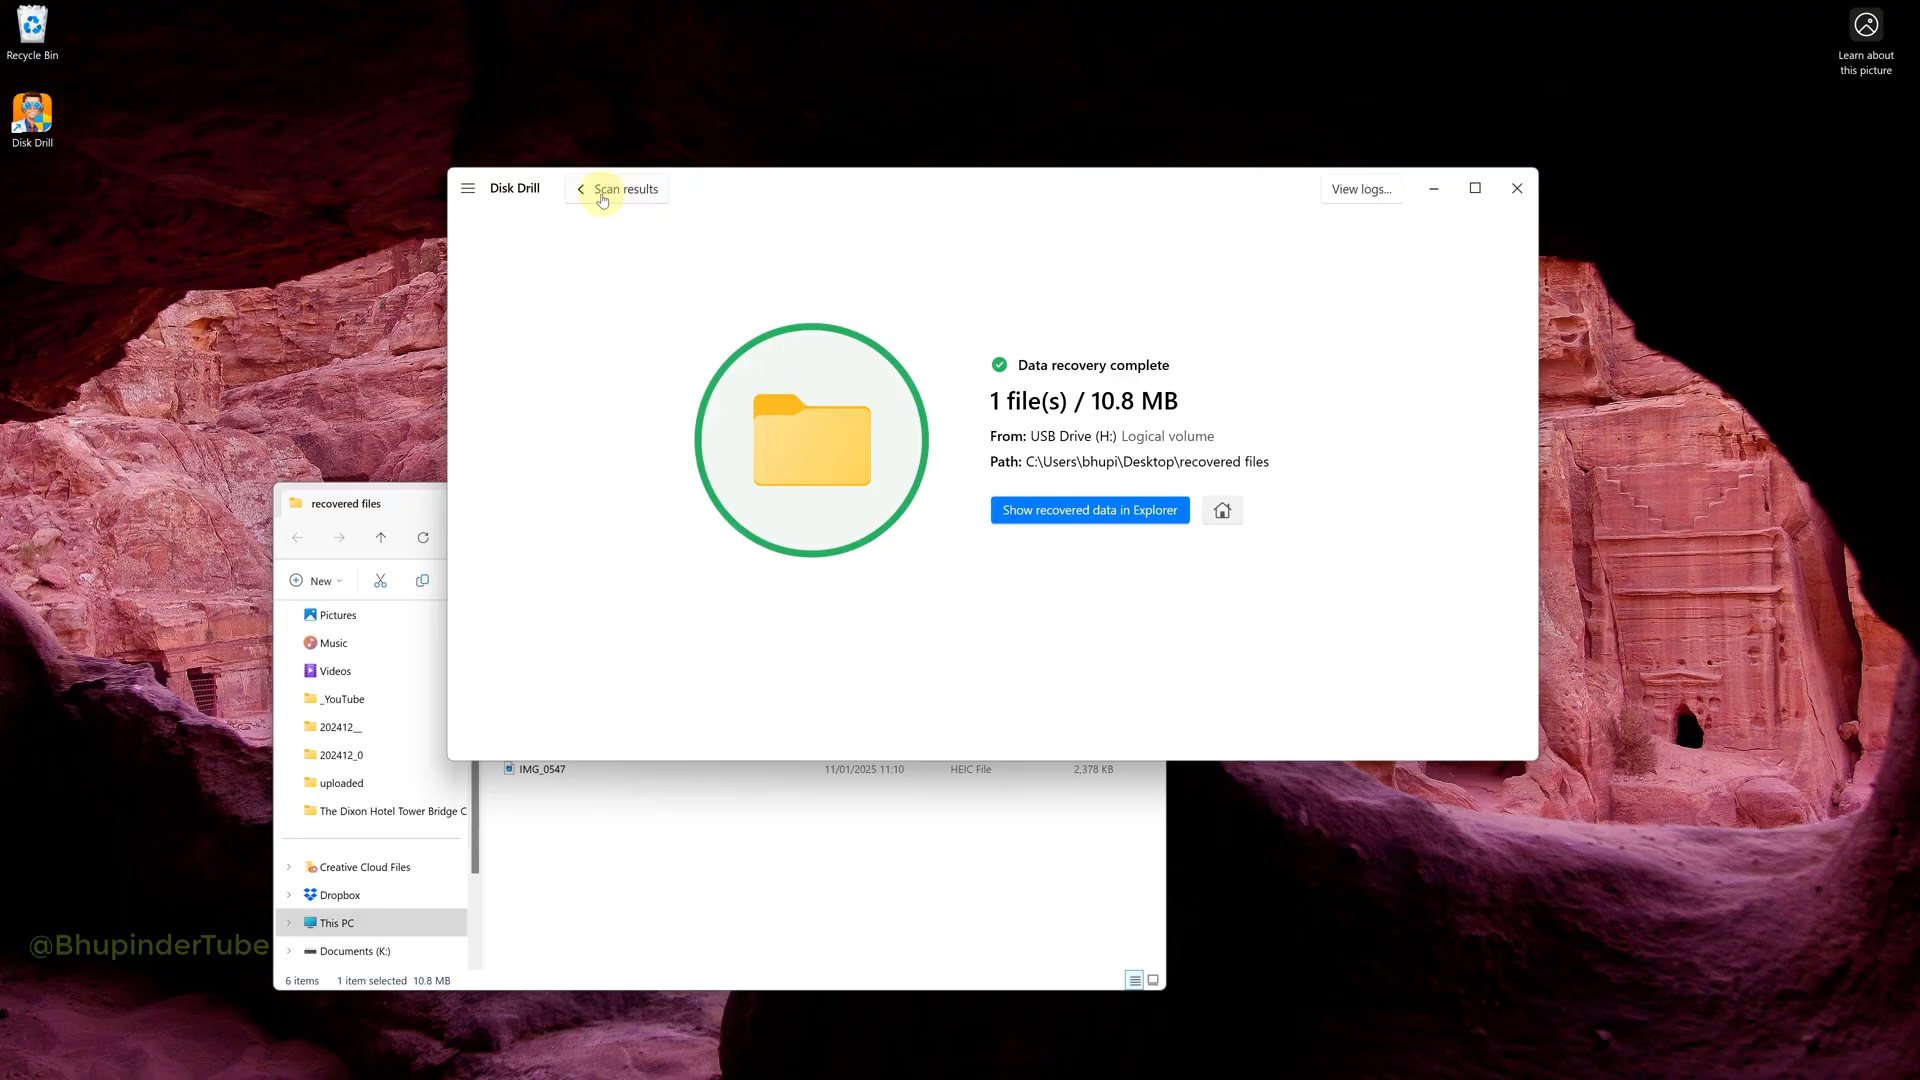 Recycle Bin
Learn about
this picture
Disk Drill
Disk Drill
Scan results
View logs...
Data recovery complete
1 file(s) / 10.8 MB
From: USB Drive (H:) Logical volume
Path: C:\Users\bhupi\Desktop\recovered files
Show recovered data in Explorer
recovered files
New
Pictures
Music
Videos
_YouTube
202412__
202412_0
uploaded
The Dixon Hotel Tower Bridge C
Creative Cloud Files
Dropbox
This PC
Documents (K:)
IMG_0547 11/01/2025 11:10 HEIC File 2,378 KB
6 items 1 item selected 10.8 MB
@BhupinderTube